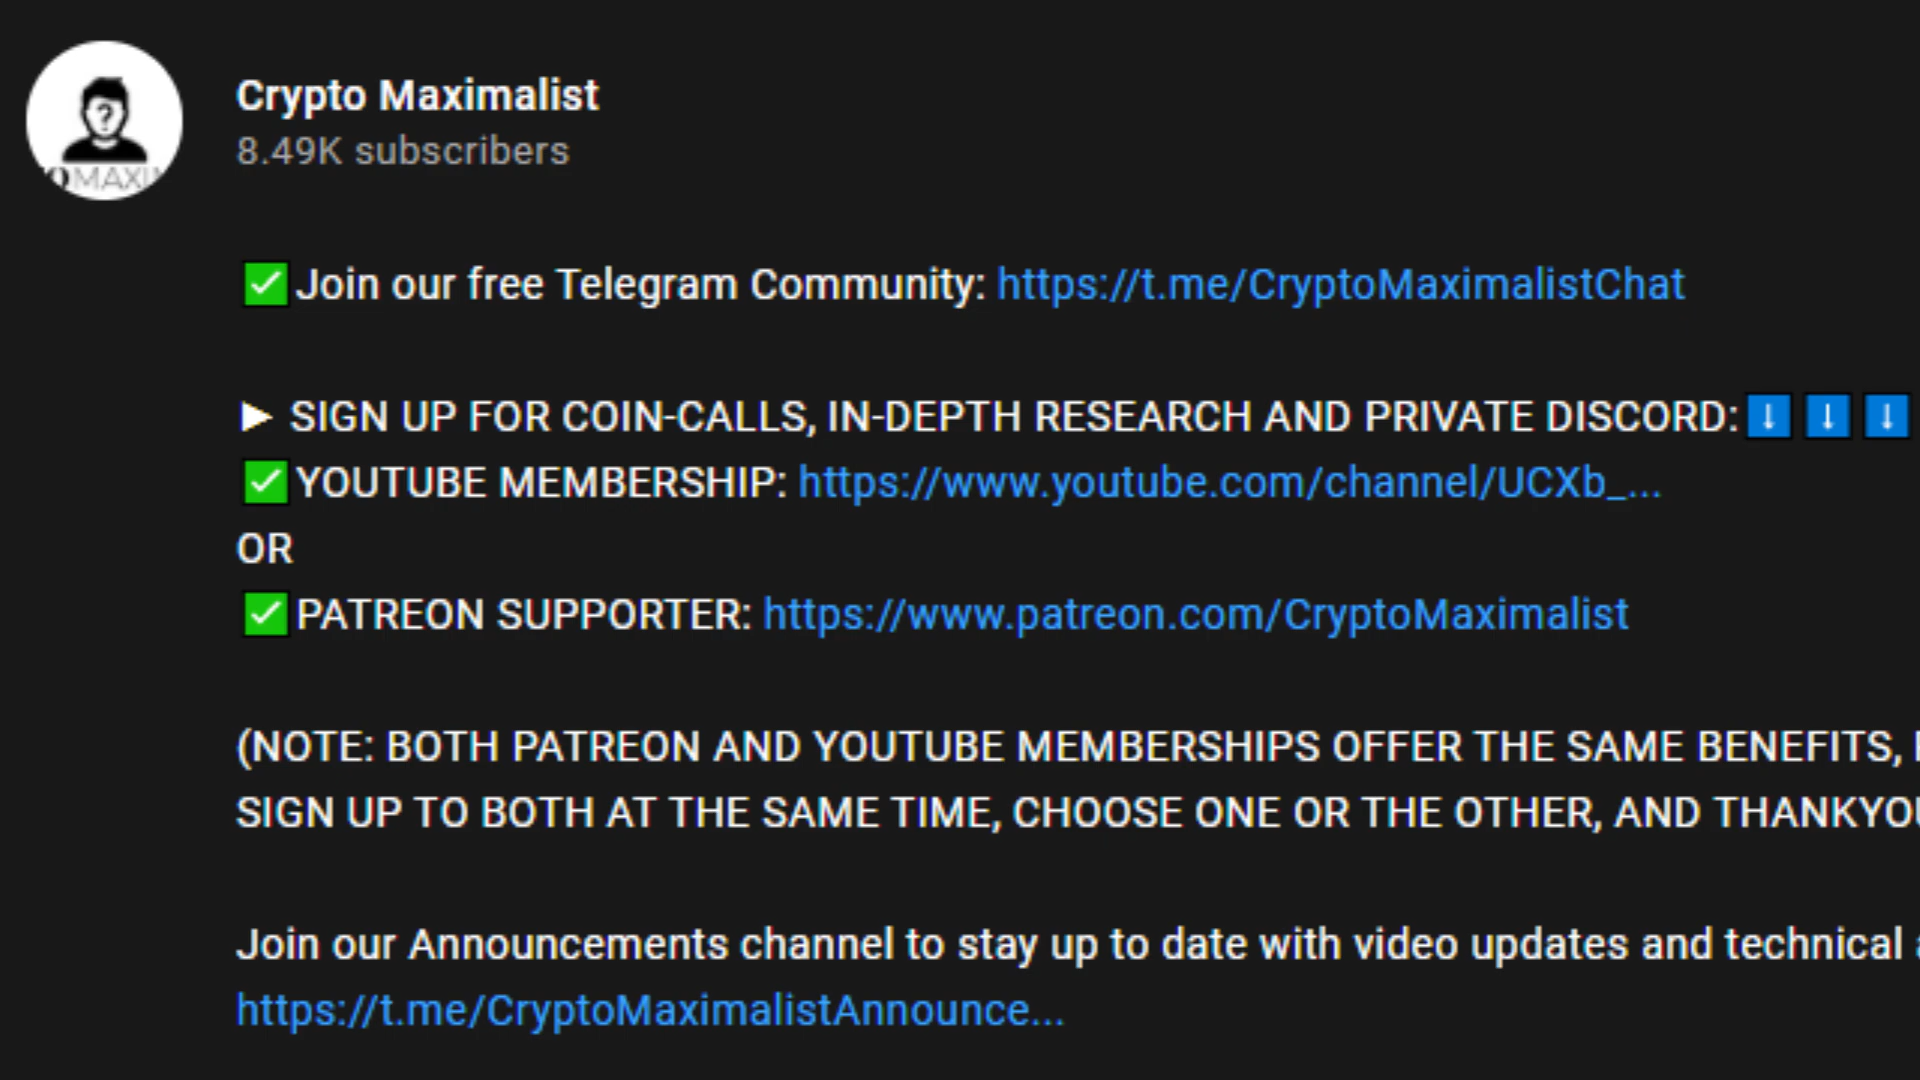 Crypto Maximalist
8.49K subscribers
?
OMAXIM
✅Join our free Telegram Community: https://t.me/CryptoMaximalistChat
► SIGN UP FOR COIN-CALLS, IN-DEPTH RESEARCH AND PRIVATE DISCORD:⬇️⬇️⬇️
✅YOUTUBE MEMBERSHIP: https://www.youtube.com/channel/UCXb_...
OR
✅PATREON SUPPORTER: https://www.patreon.com/CryptoMaximalist
(NOTE: BOTH PATREON AND YOUTUBE MEMBERSHIPS OFFER THE SAME BENEFITS,
SIGN UP TO BOTH AT THE SAME TIME, CHOOSE ONE OR THE OTHER, AND THANKYOU
Join our Announcements channel to stay up to date with video updates and technical
https://t.me/CryptoMaximalistAnnounce...